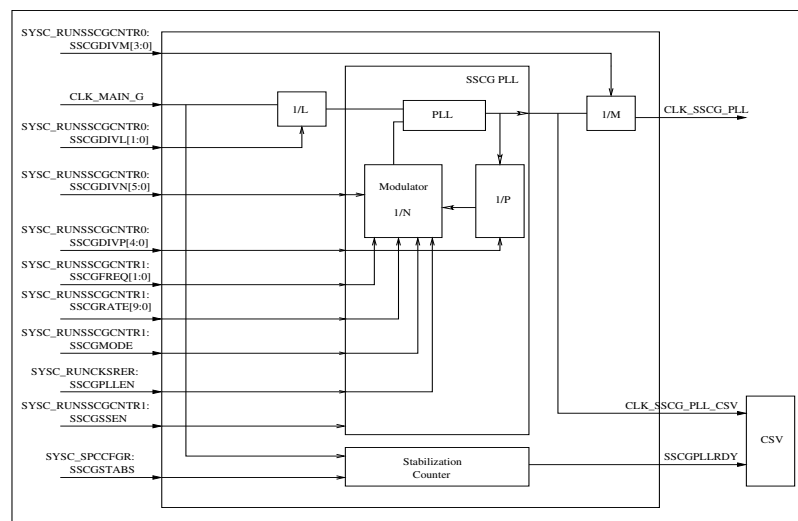 SYSC_RUNSSCGCNTR0:
SSCGDIVM[3:0]
SSCG PLL
CLK_MAIN_G
1/L
PLL
1/M
CLK_SSCG_PLL
SYSC_RUNSSCGCNTR0:
SSCGDIVL[1:0]
SYSC_RUNSSCGCNTR0:
SSCGDIVN[5:0]
Modulator
1/N
1/P
SYSC_RUNSSCGCNTR0:
SSCGDIVP[4:0]
SYSC_RUNSSCGCNTR1:
SSCGFREQ[1:0]
SYSC_RUNSSCGCNTR1:
SSCGRATE[9:0]
SYSC_RUNSSCGCNTR1:
SSCGMODE
SYSC_RUNCKSRER:
SSCGPLLEN
SYSC_RUNSSCGCNTR1:
SSCGSSEN
CLK_SSCG_PLL_CSV
CSV
SYSC_SPCCFGR:
SSCGSTABS
Stabilization
Counter
SSCGPLLRDY